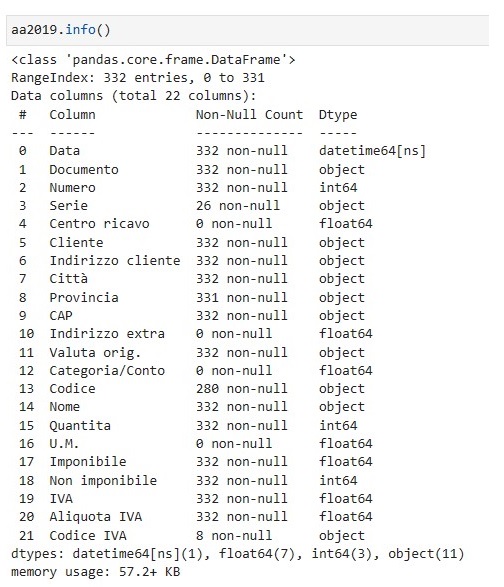 aa2019.info()
<class 'pandas.core.frame.DataFrame'>
RangeIndex: 332 entries, 0 to 331
Data columns (total 22 columns):
 #   Column             Non-Null Count  Dtype
---  ------             --------------  -----
 0   Data               332 non-null    datetime64[ns]
 1   Documento          332 non-null    object
 2   Numero             332 non-null    int64
 3   Serie              26 non-null     object
 4   Centro ricavo      0 non-null      float64
 5   Cliente            332 non-null    object
 6   Indirizzo cliente  332 non-null    object
 7   Città              332 non-null    object
 8   Provincia          331 non-null    object
 9   CAP                332 non-null    object
 10  Indirizzo extra    0 non-null      float64
 11  Valuta orig.       332 non-null    object
 12  Categoria/Conto    0 non-null      float64
 13  Codice             280 non-null    object
 14  Nome               332 non-null    object
 15  Quantita           332 non-null    int64
 16  U.M.               0 non-null      float64
 17  Imponibile         332 non-null    float64
 18  Non imponibile     332 non-null    int64
 19  IVA                332 non-null    float64
 20  Aliquota IVA       332 non-null    float64
 21  Codice IVA         8 non-null      object
dtypes: datetime64[ns](1), float64(7), int64(3), object(11)
memory usage: 57.2+ KB